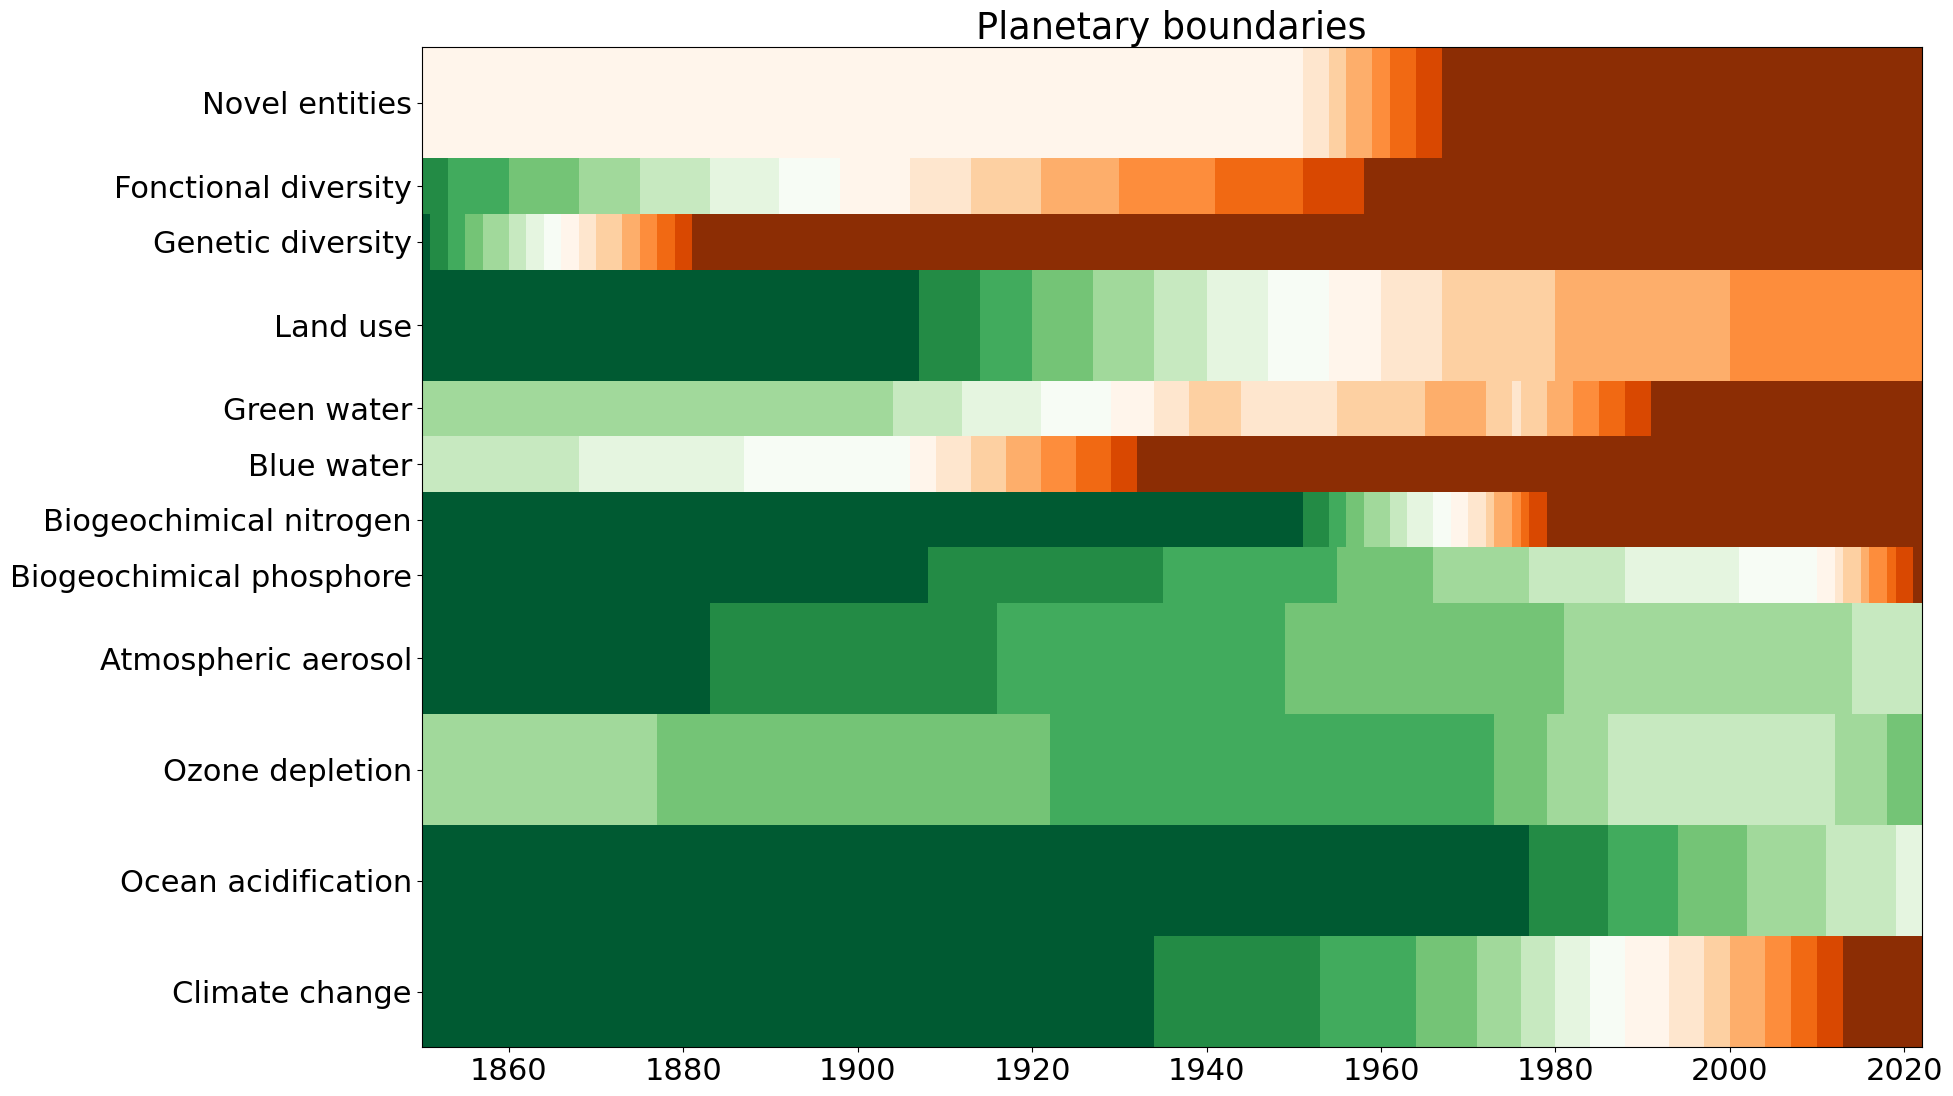 Planetary boundaries
Novel entities
Fonctional diversity
Genetic diversity
Land use
Green water
Blue water
Biogeochimical nitrogen
Biogeochimical phosphore
Atmospheric aerosol
Ozone depletion
Ocean acidification
Climate change
1860 1880 1900 1920 1940 1960 1980 2000 2020